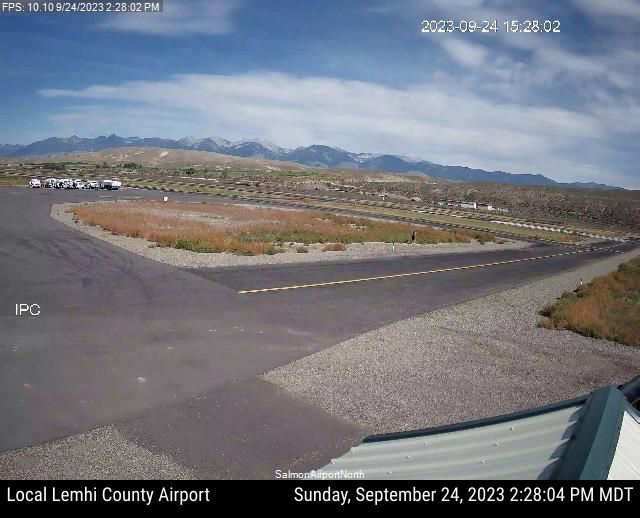 FPS: 10.10 9/24/2023 2:28:02 PM
2023-09-24 15:28:02
IPC
SalmonAirportNorth
Local Lemhi County Airport
Sunday, September 24, 2023 2:28:04 PM MDT